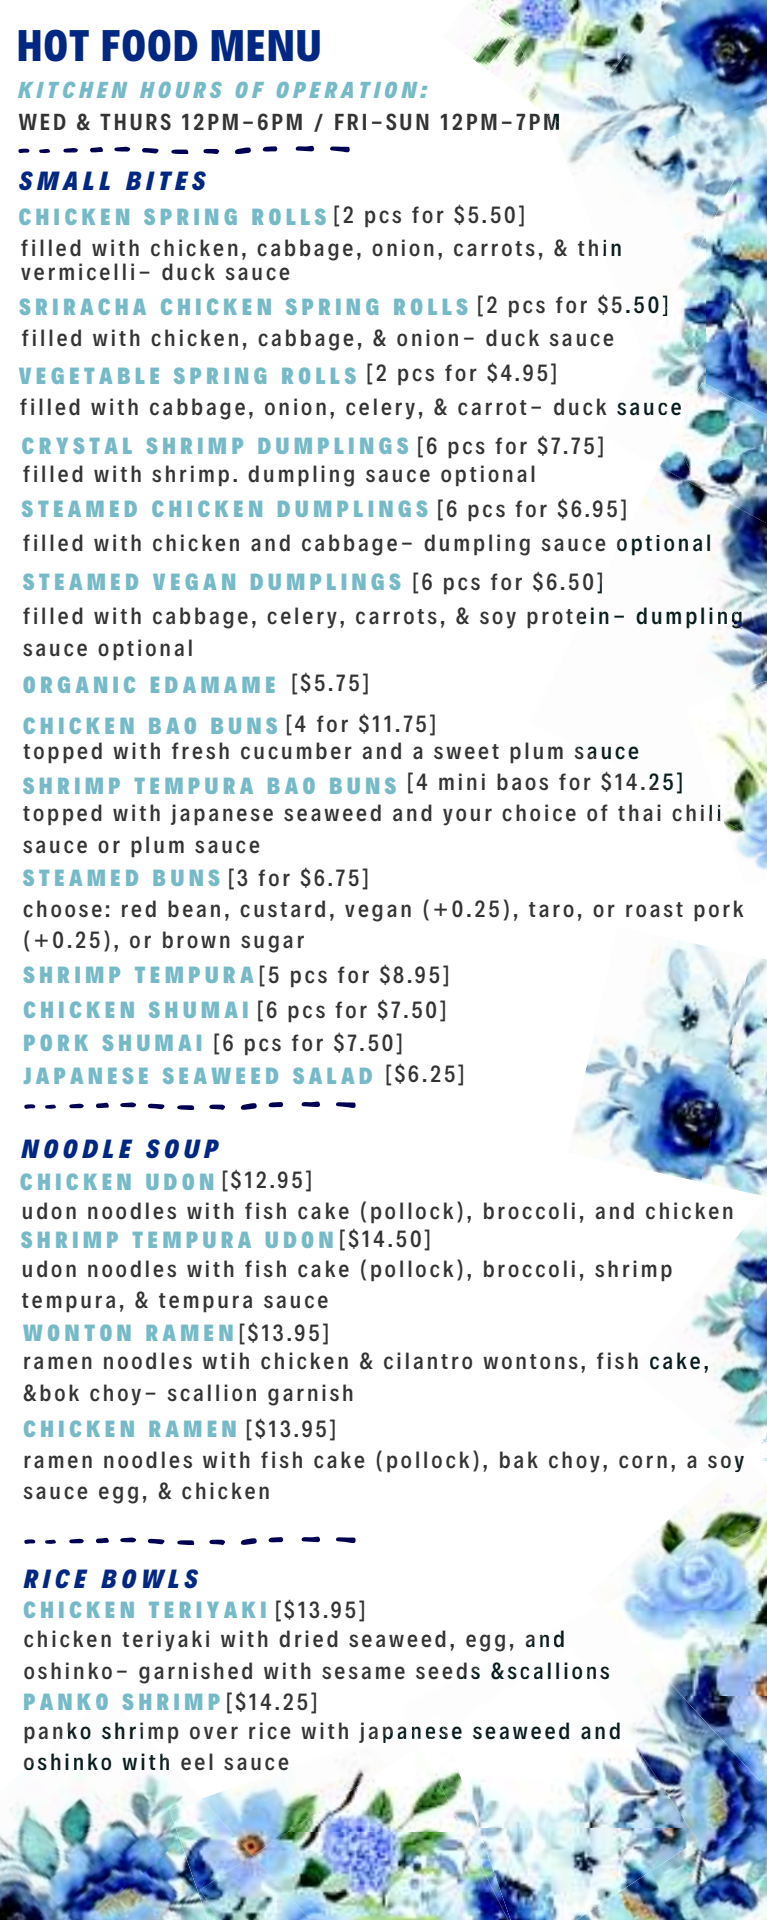 HOT FOOD MENU
KITCHEN HOURS OF OPERATION:
WED & THURS 12PM-6PM / FRI-SUN 12PM-7PM
SMALL BITES
CHICKEN SPRING ROLLS [2 pcs for $5.50]
filled with chicken, cabbage, onion, carrots, & thin
vermicelli- duck sauce
SRIRACHA CHICKEN SPRING ROLLS [2 pcs for $5.50]
filled with chicken, cabbage, & onion- duck sauce
VEGETABLE SPRING ROLLS [2 pcs for $4.95]
filled with cabbage, onion, celery, & carrot- duck sauce
CRYSTAL SHRIMP DUMPLINGS [6 pcs for $7.75]
filled with shrimp. dumpling sauce optional
STEAMED CHICKEN DUMPLINGS [6 pcs for $6.95]
filled with chicken and cabbage- dumpling sauce optional
STEAMED VEGAN DUMPLINGS [6 pcs for $6.50]
filled with cabbage, celery, carrots, & soy protein- dumpling
sauce optional
ORGANIC EDAMAME [$5.75]
CHICKEN BAO BUNS [4 for $11.75]
topped with fresh cucumber and a sweet plum sauce
SHRIMP TEMPURA BAO BUNS [4 mini baos for $14.25]
topped with japanese seaweed and your choice of thai chili
sauce or plum sauce
STEAMED BUNS [3 for $6.75]
choose: red bean, custard, vegan (+0.25), taro, or roast pork
(+0.25), or brown sugar
SHRIMP TEMPURA [5 pcs for $8.95]
CHICKEN SHUMAI [6 pcs for $7.50]
PORK SHUMAI [6 pcs for $7.50]
JAPANESE SEAWEED SALAD [$6.25]
NOODLE SOUP
CHICKEN UDON [$12.95]
udon noodles with fish cake (pollock), broccoli, and chicken
SHRIMP TEMPURA UDON [$14.50]
udon noodles with fish cake (pollock), broccoli, shrimp
tempura, & tempura sauce
WONTON RAMEN [$13.95]
ramen noodles wtih chicken & cilantro wontons, fish cake,
&bok choy- scallion garnish
CHICKEN RAMEN [$13.95]
ramen noodles with fish cake (pollock), bak choy, corn, a soy
sauce egg, & chicken
RICE BOWLS
CHICKEN TERIYAKI [$13.95]
chicken teriyaki with dried seaweed, egg, and
oshinko- garnished with sesame seeds &scallions
PANKO SHRIMP [$14.25]
panko shrimp over rice with japanese seaweed and
oshinko with eel sauce